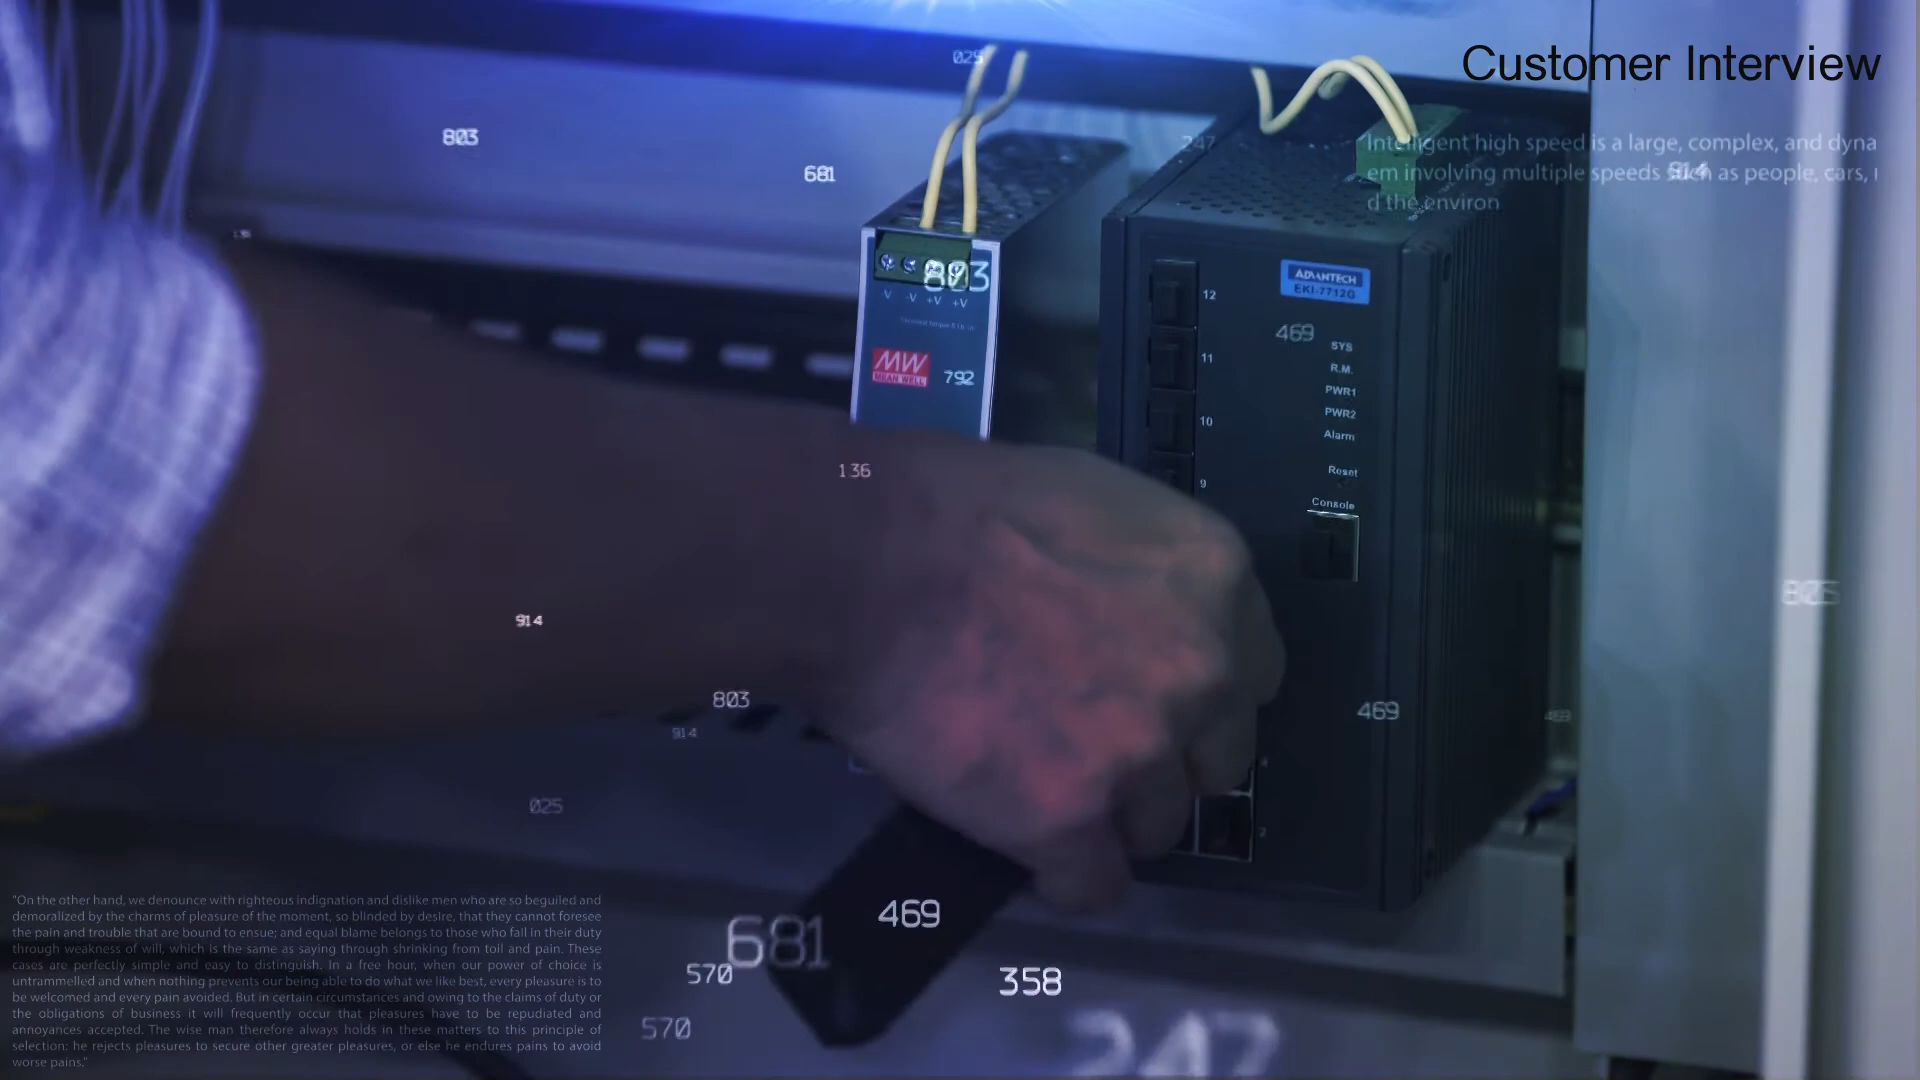 Customer Interview
025
803
681
247
Intelligent high speed is a large, complex, and dyna
em involving multiple speeds such as people, cars,
d the environ
914
136
803
V -V +V +V
MW
MEAN WELL
792
ADVANTECH
EKI-7712G
12
11
10
9
469
SYS
R.M.
PWR1
PWR2
Alarm
Reset
Console
136
805
914
803
914
469
469
4
2
025
469
681
570
358
570
247
"On the other hand, we denounce with righteous indignation and dislike men who are so beguiled and
demoralized by the charms of pleasure of the moment, so blinded by desire, that they cannot foresee
the pain and trouble that are bound to ensue; and equal blame belongs to those who fall in their duty
through weakness of will, which is the same as saying through shrinking from toil and pain. These
cases are perfectly simple and easy to distinguish. In a free hour, when our power of choice is
untrammelled and when nothing prevents our being able to do what we like best, every pleasure is to
be welcomed and every pain avoided. But in certain circumstances and owing to the claims of duty or
the obligations of business it will frequently occur that pleasures have to be repudiated and
annoyances accepted. The wise man therefore always holds in these matters to this principle of
selection: he rejects pleasures to secure other greater pleasures, or else he endures pains to avoid
worse pains."